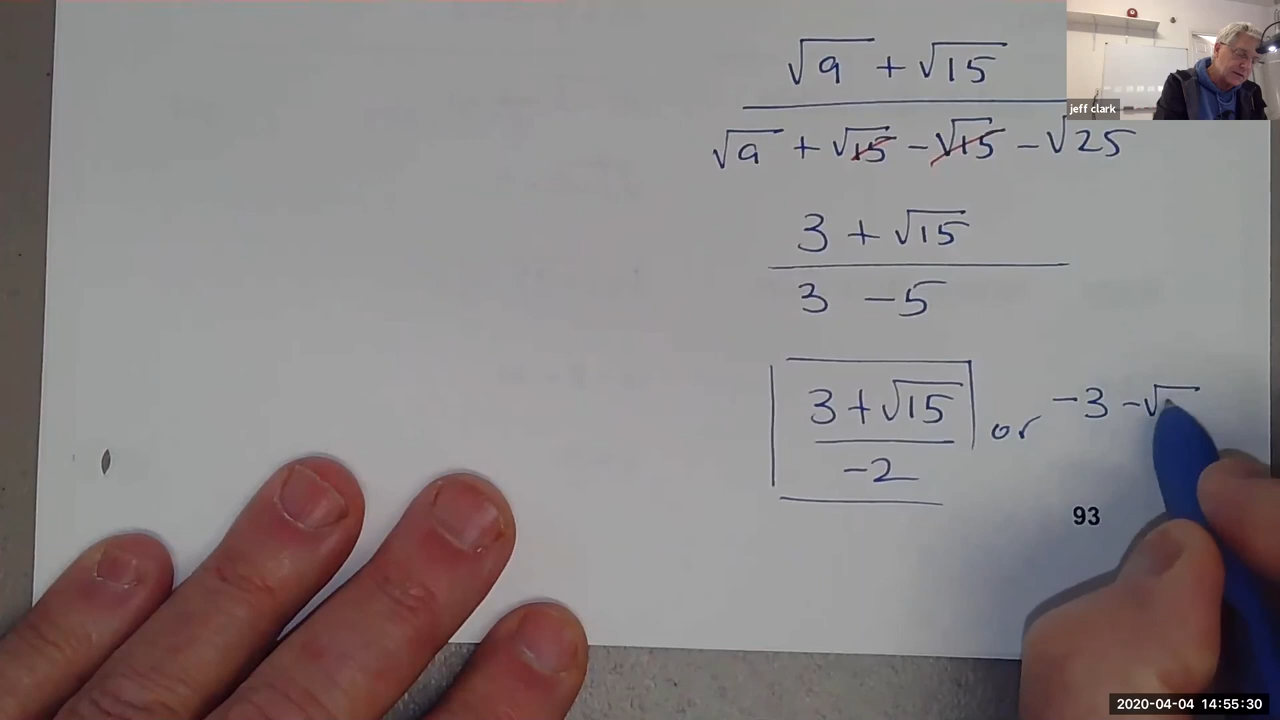 √9 + √15
jeff clark
√9 + √15 - √15 - √25
3 + √15
3 - 5
3 + √15 or -3 - √
-2
93
2020-04-04 14:55:30